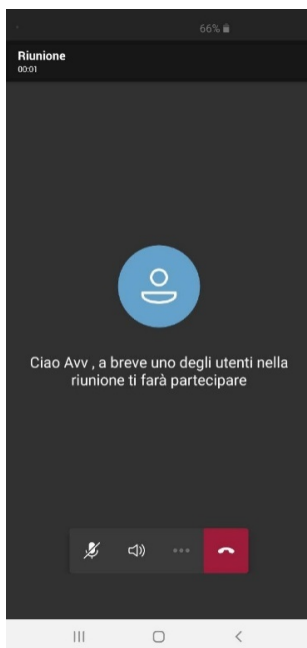 66%
Riunione
00:01
Ciao Avv , a breve uno degli utenti nella
riunione ti farà partecipare